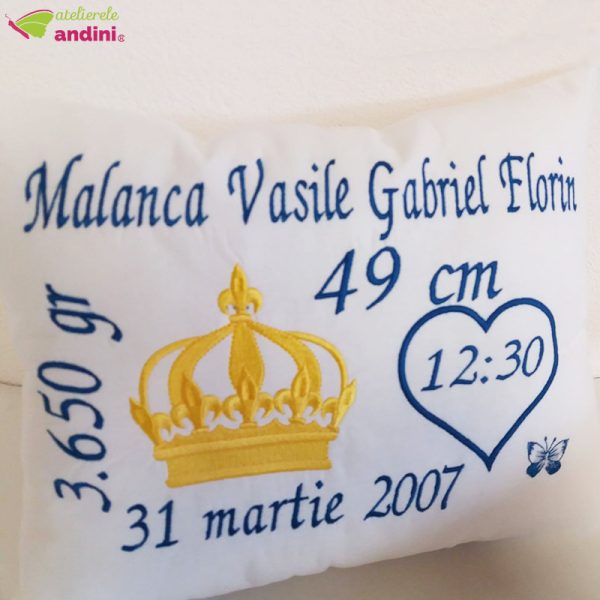 atelierele
andini®
Malanca Vasile Gabriel Florin
49 cm
3.650 gr
12:30
31 martie 2007